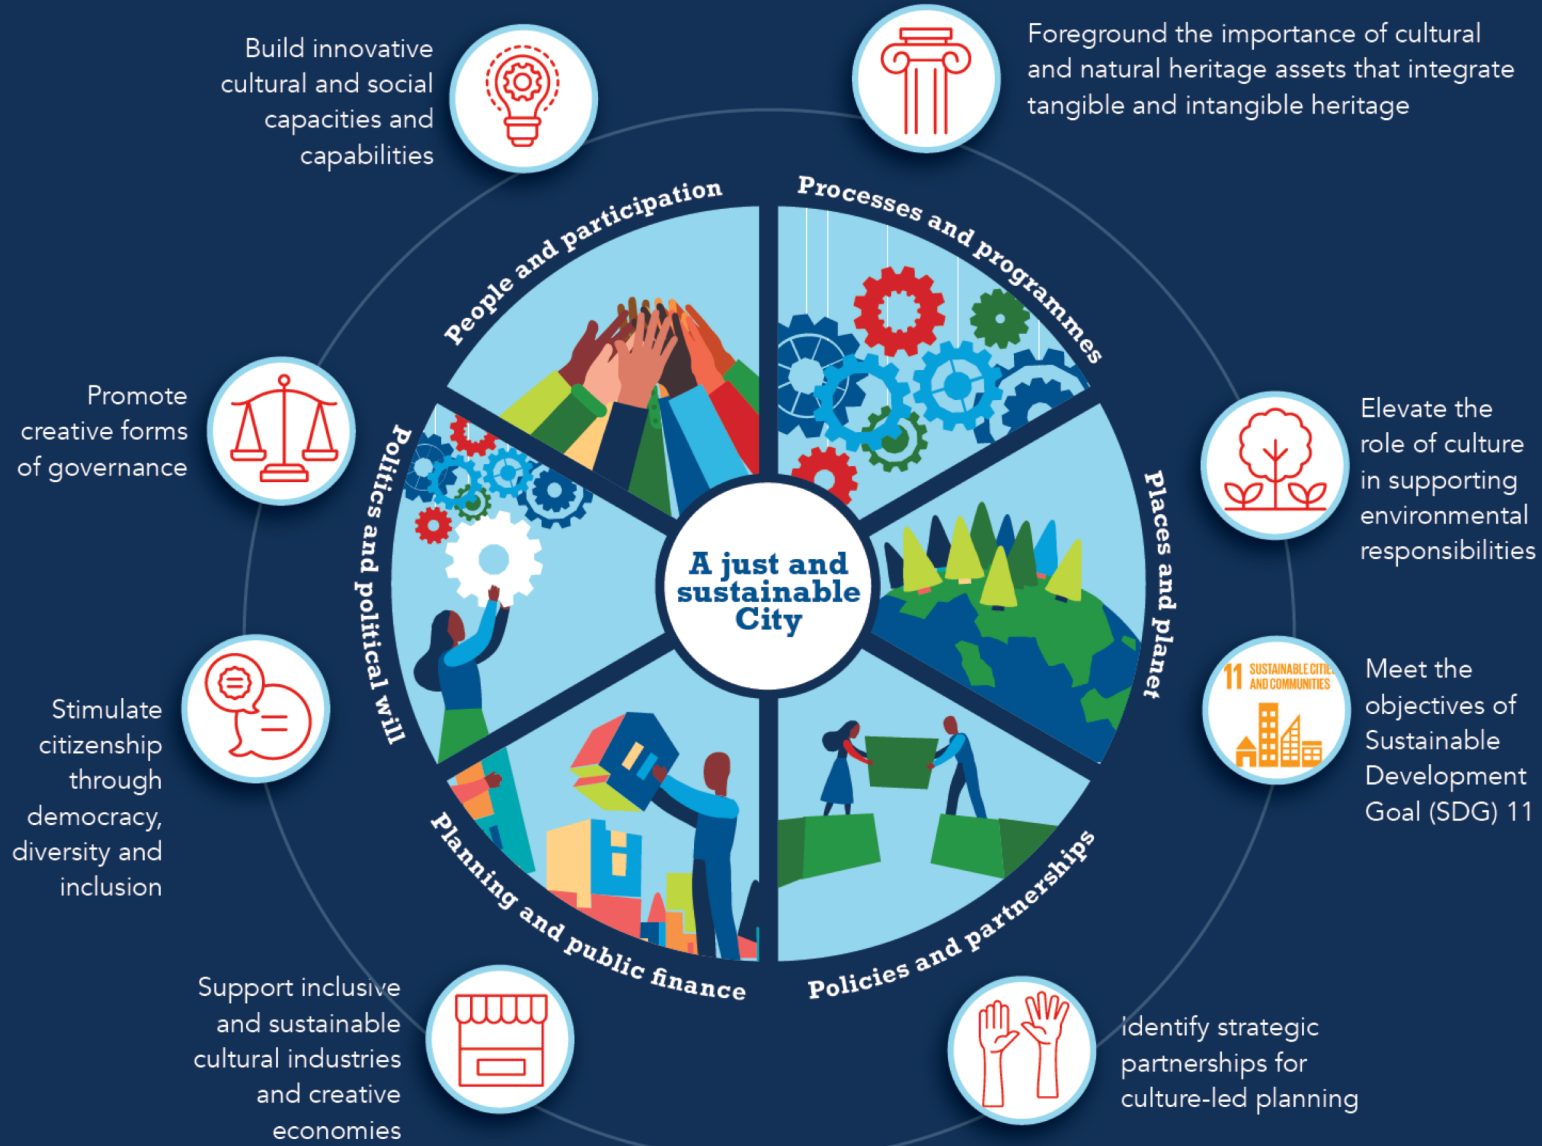 Build innovative
cultural and social
capacities and
capabilities
Foreground the importance of cultural
and natural heritage assets that integrate
tangible and intangible heritage
People and participation
Processes and programmes
Promote
creative forms
of governance
Elevate the
role of culture
in supporting
environmental
responsibilities
Politics and political will
Places and planet
A just and
sustainable
City
11 SUSTAINABLE CITIE
AND COMMUNITIES
Meet the
objectives of
Sustainable
Development
Goal (SDG) 11
Stimulate
citizenship
through
democracy,
diversity and
inclusion
Planning and public finance
Policies and partnerships
Support inclusive
and sustainable
cultural industries
and creative
economies
Identify strategic
partnerships for
culture-led planning